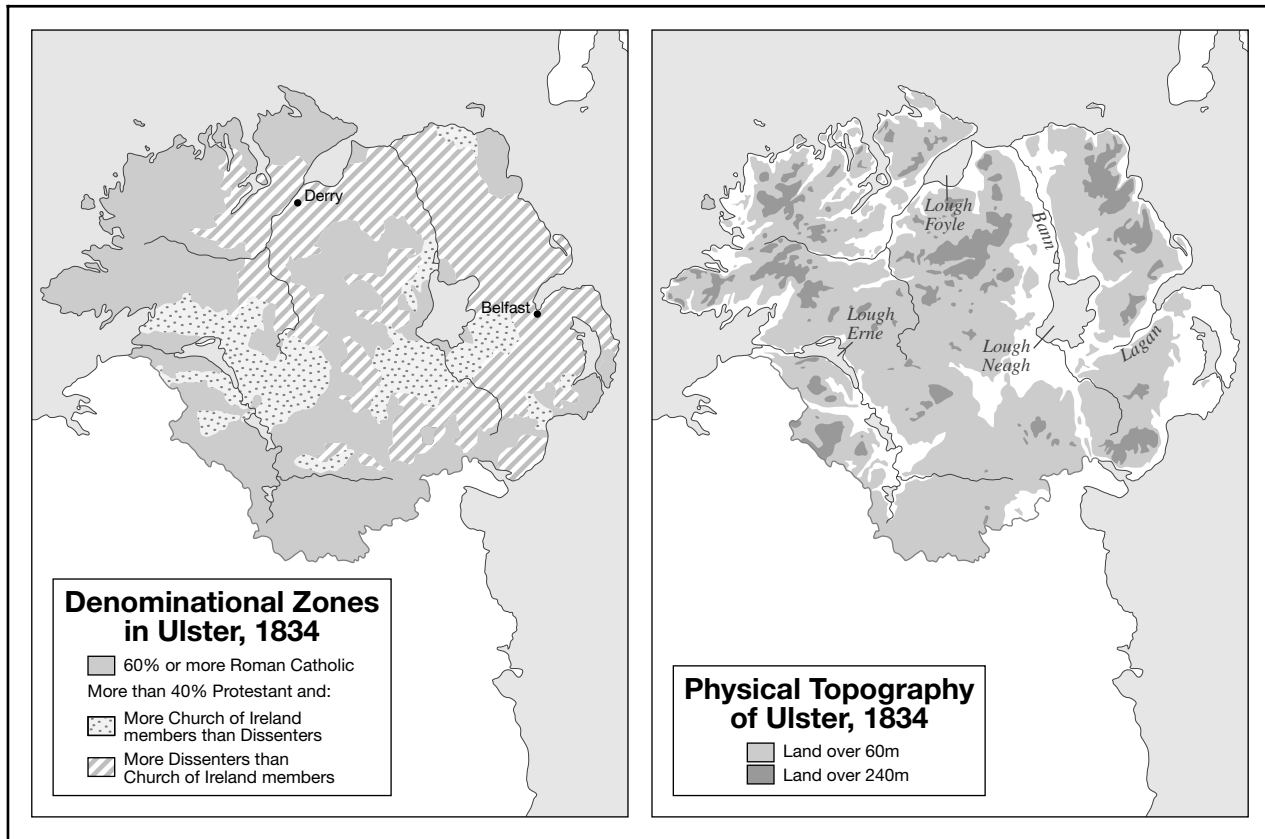 Derry
Belfast
Denominational Zones
in Ulster, 1834
60% or more Roman Catholic
More than 40% Protestant and:
More Church of Ireland
members than Dissenters
More Dissenters than
Church of Ireland members
Lough
Foyle
Bann
Lough
Erne
Lough
Neagh
Lagan
Physical Topography
of Ulster, 1834
Land over 60m
Land over 240m